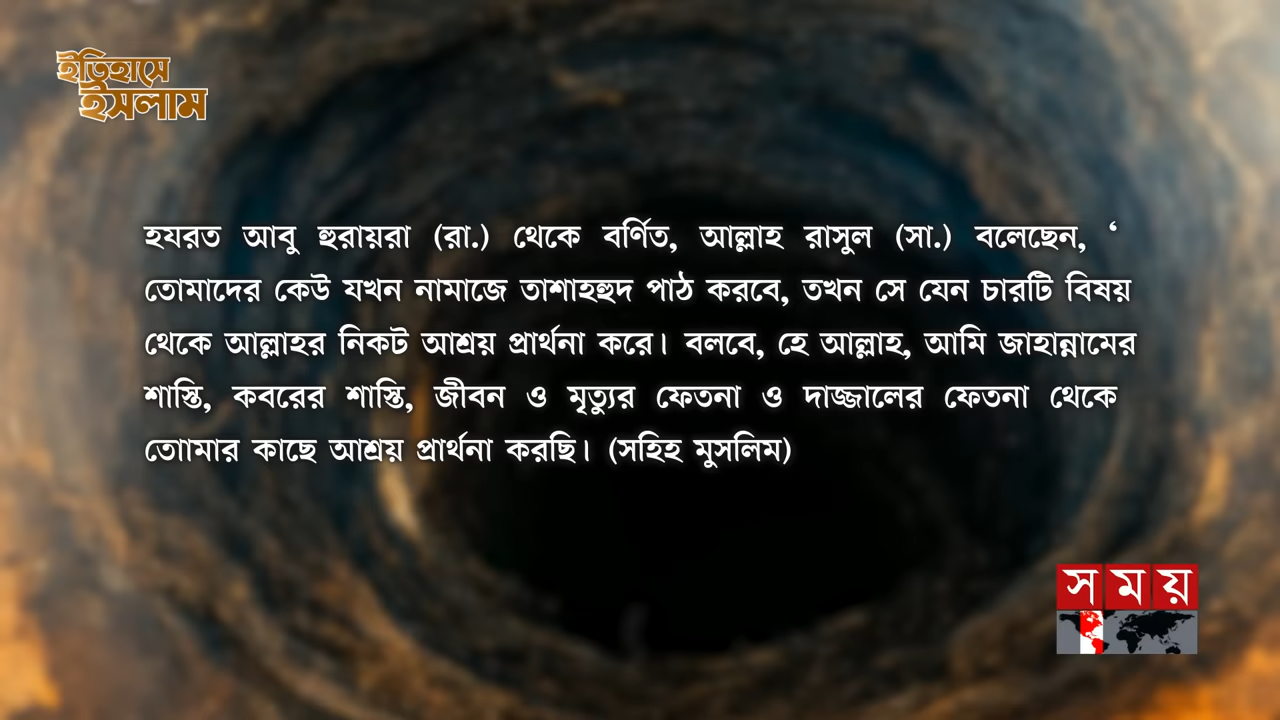 ইতিহাসে
ইসলাম
হযরত আবু হুরায়রা (রা.) থেকে বর্ণিত, আল্লাহ রাসুল (সা.) বলেছেন, ‘
তোমাদের কেউ যখন নামাজে তাশাহহুদ পাঠ করবে, তখন সে যেন চারটি বিষয়
থেকে আল্লাহর নিকট আশ্রয় প্রার্থনা করে। বলবে, হে আল্লাহ, আমি জাহান্নামের
শাস্তি, কবরের শাস্তি, জীবন ও মৃত্যুর ফেতনা ও দাজ্জালের ফেতনা থেকে
তোামার কাছে আশ্রয় প্রার্থনা করছি। (সহিহ মুসলিম)
সময়